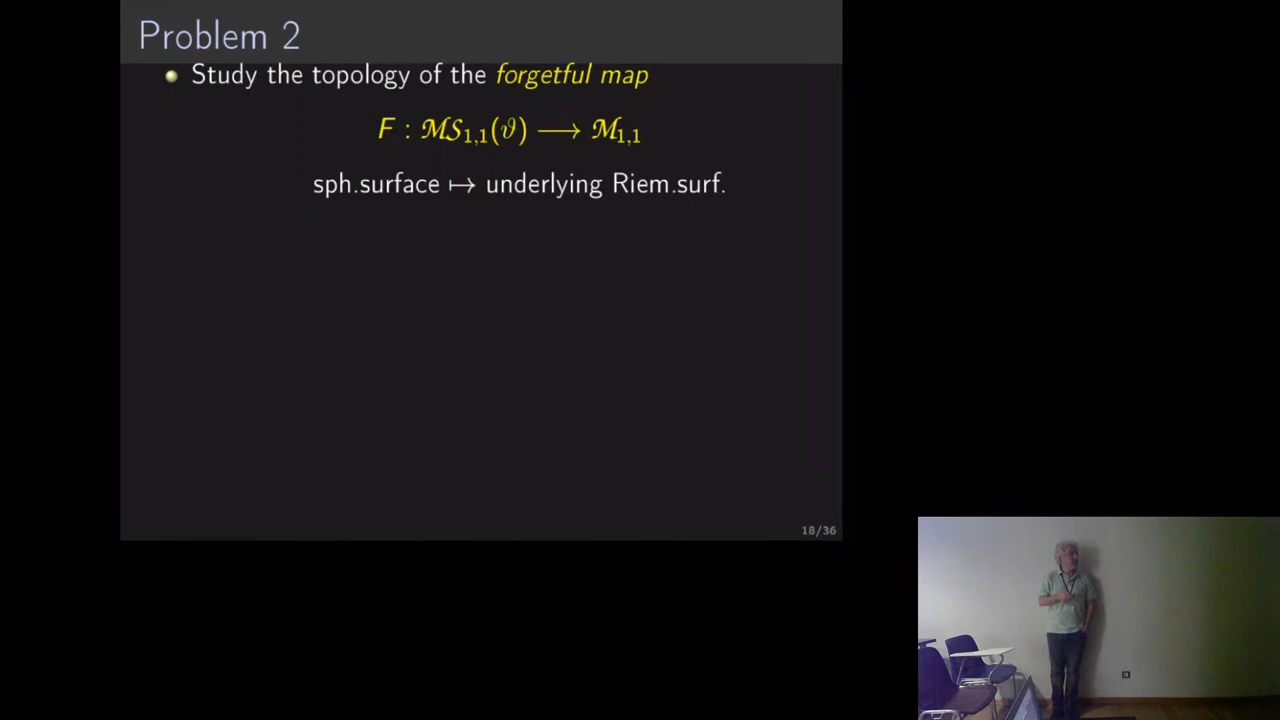 Problem 2
Study the topology of the forgetful map
F : ℳ𝒮₁,₁(ϑ) ⟶ ℳ₁,₁
sph.surface ↦ underlying Riem.surf.
18/36